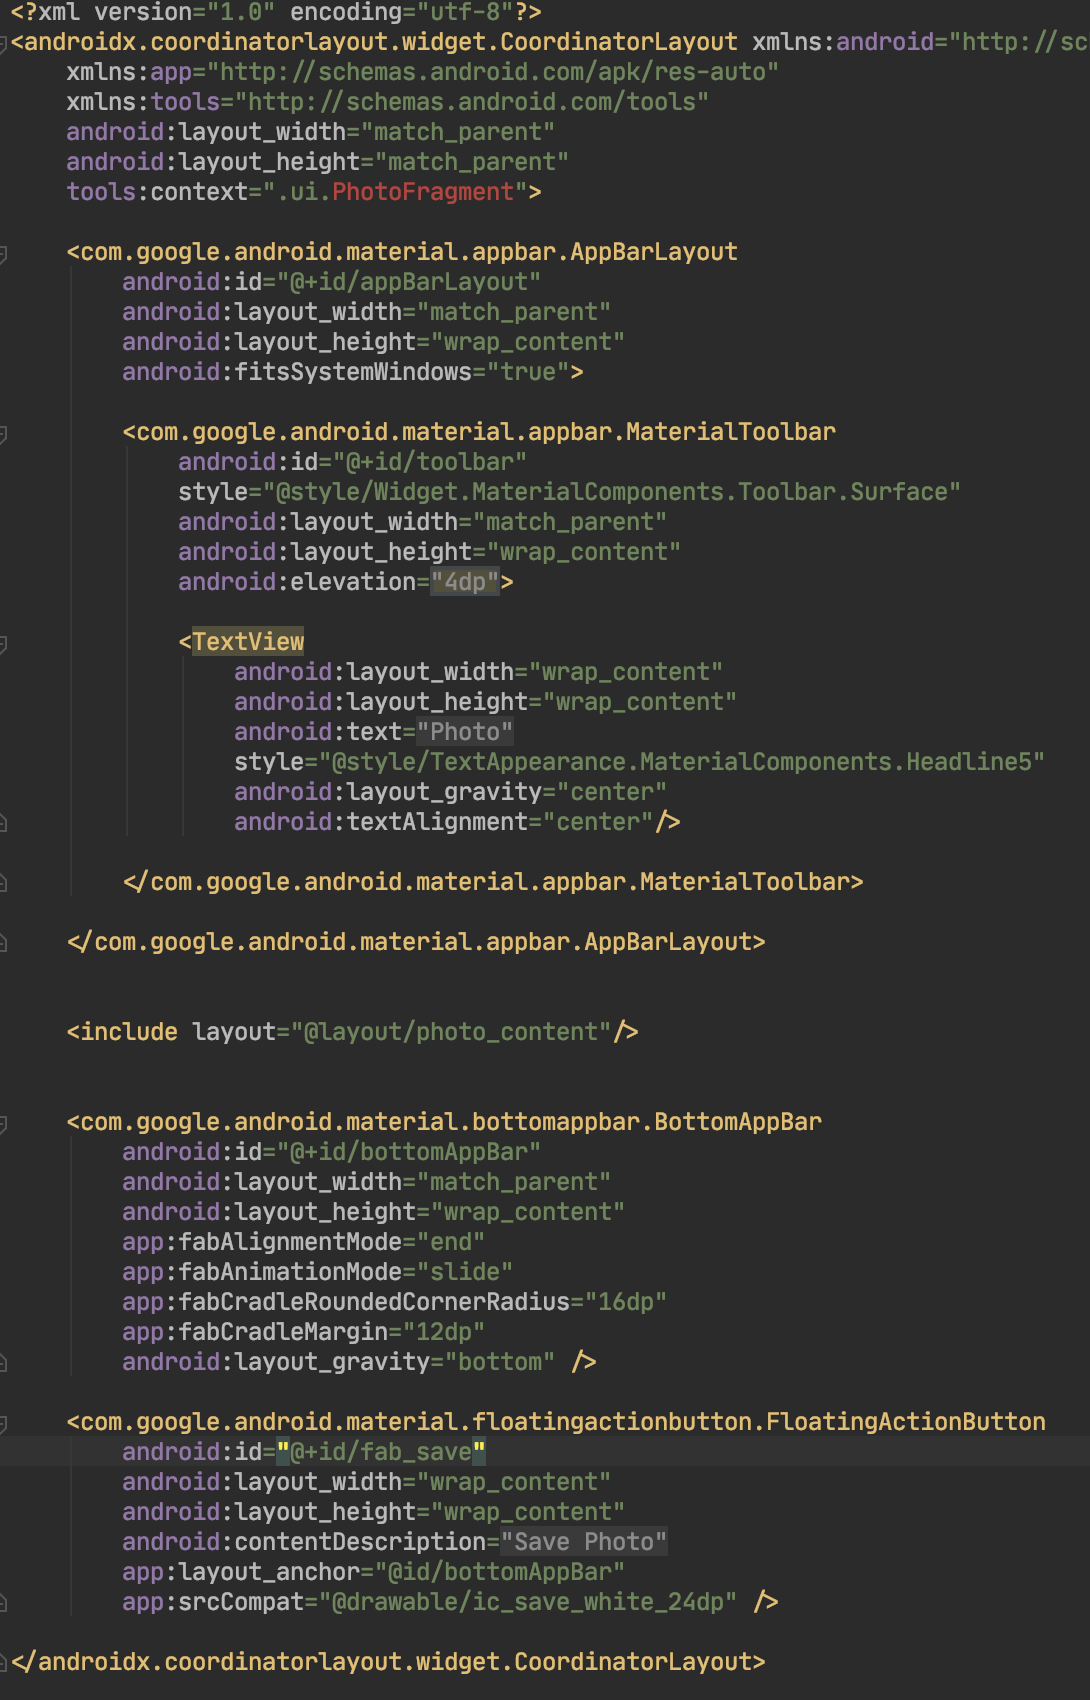 <?xml version="1.0" encoding="utf-8"?>
<androidx.coordinatorlayout.widget.CoordinatorLayout xmlns:android="http://sc
xmlns:app="http://schemas.android.com/apk/res-auto"
xmlns:tools="http://schemas.android.com/tools"
android:layout_width="match_parent"
android:layout_height="match_parent"
tools:context=".ui.PhotoFragment">
<com.google.android.material.appbar.AppBarLayout
android:id="@+id/appBarLayout"
android:layout_width="match_parent"
android:layout_height="wrap_content"
android:fitsSystemWindows="true">
<com.google.android.material.appbar.MaterialToolbar
android:id="@+id/toolbar"
style="@style/Widget.MaterialComponents.Toolbar.Surface"
android:layout_width="match_parent"
android:layout_height="wrap_content"
android:elevation="4dp">
<TextView
android:layout_width="wrap_content"
android:layout_height="wrap_content"
android:text="Photo"
style="@style/TextAppearance.MaterialComponents.Headline5"
android:layout_gravity="center"
android:textAlignment="center"/>
</com.google.android.material.appbar.MaterialToolbar>
</com.google.android.material.appbar.AppBarLayout>
<include layout="@layout/photo_content"/>
<com.google.android.material.bottomappbar.BottomAppBar
android:id="@+id/bottomAppBar"
android:layout_width="match_parent"
android:layout_height="wrap_content"
app:fabAlignmentMode="end"
app:fabAnimationMode="slide"
app:fabCradleRoundedCornerRadius="16dp"
app:fabCradleMargin="12dp"
android:layout_gravity="bottom" />
<com.google.android.material.floatingactionbutton.FloatingActionButton
android:id="@+id/fab_save"
android:layout_width="wrap_content"
android:layout_height="wrap_content"
android:contentDescription="Save Photo"
app:layout_anchor="@id/bottomAppBar"
app:srcCompat="@drawable/ic_save_white_24dp" />
</androidx.coordinatorlayout.widget.CoordinatorLayout>